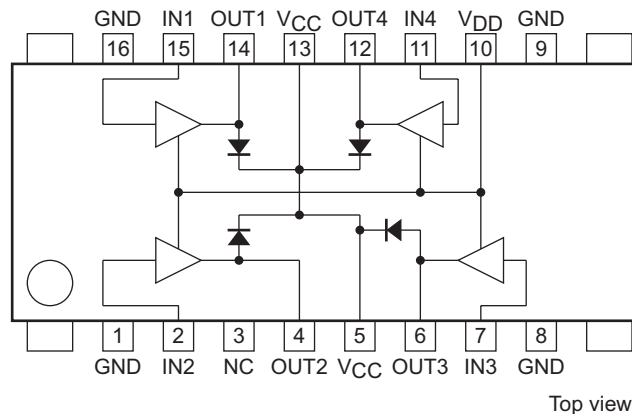 GND IN1 OUT1 VCC OUT4 IN4 VDD GND
16 15 14 13 12 11 10 9
1 2 3 4 5 6 7 8
GND IN2 NC OUT2 VCC OUT3 IN3 GND
Top view